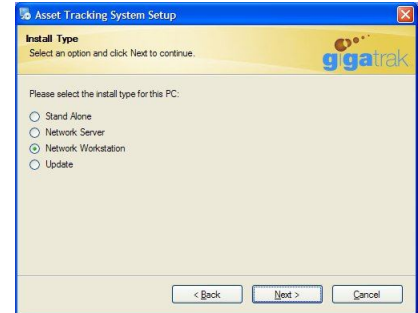 Asset Tracking System Setup
Install Type
Select an option and click Next to continue.
gigatrak
Please select the install type for this PC:
Stand Alone
Network Server
Network Workstation
Update
< Back
Next >
Cancel